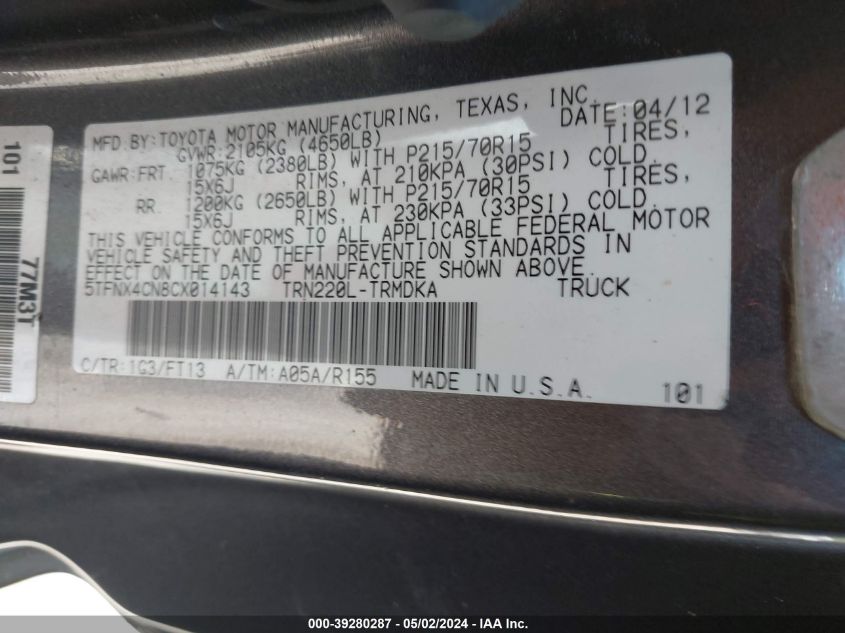 MFD BY:TOYOTA MOTOR MANUFACTURING, TEXAS, INC. DATE:04/12
GVWR:2105KG (4650LB)
GAWR:FRT. 1075KG (2380LB) WITH P215/70R15 TIRES,
15X6J RIMS, AT 210KPA (30PSI) COLD.
RR. 1200KG (2650LB) WITH P215/70R15 TIRES,
15X6J RIMS, AT 230KPA (33PSI) COLD.
THIS VEHICLE CONFORMS TO ALL APPLICABLE FEDERAL MOTOR
VEHICLE SAFETY AND THEFT PREVENTION STANDARDS IN
EFFECT ON THE DATE OF MANUFACTURE SHOWN ABOVE.
5TFNX4CN8CX014143 TRN220L-TRMDKA TRUCK
C/TR:1G3/FT13 A/TM:A05A/R155 MADE IN U.S.A. 101
101
77M3T
000-39280287 - 05/02/2024 - IAA Inc.